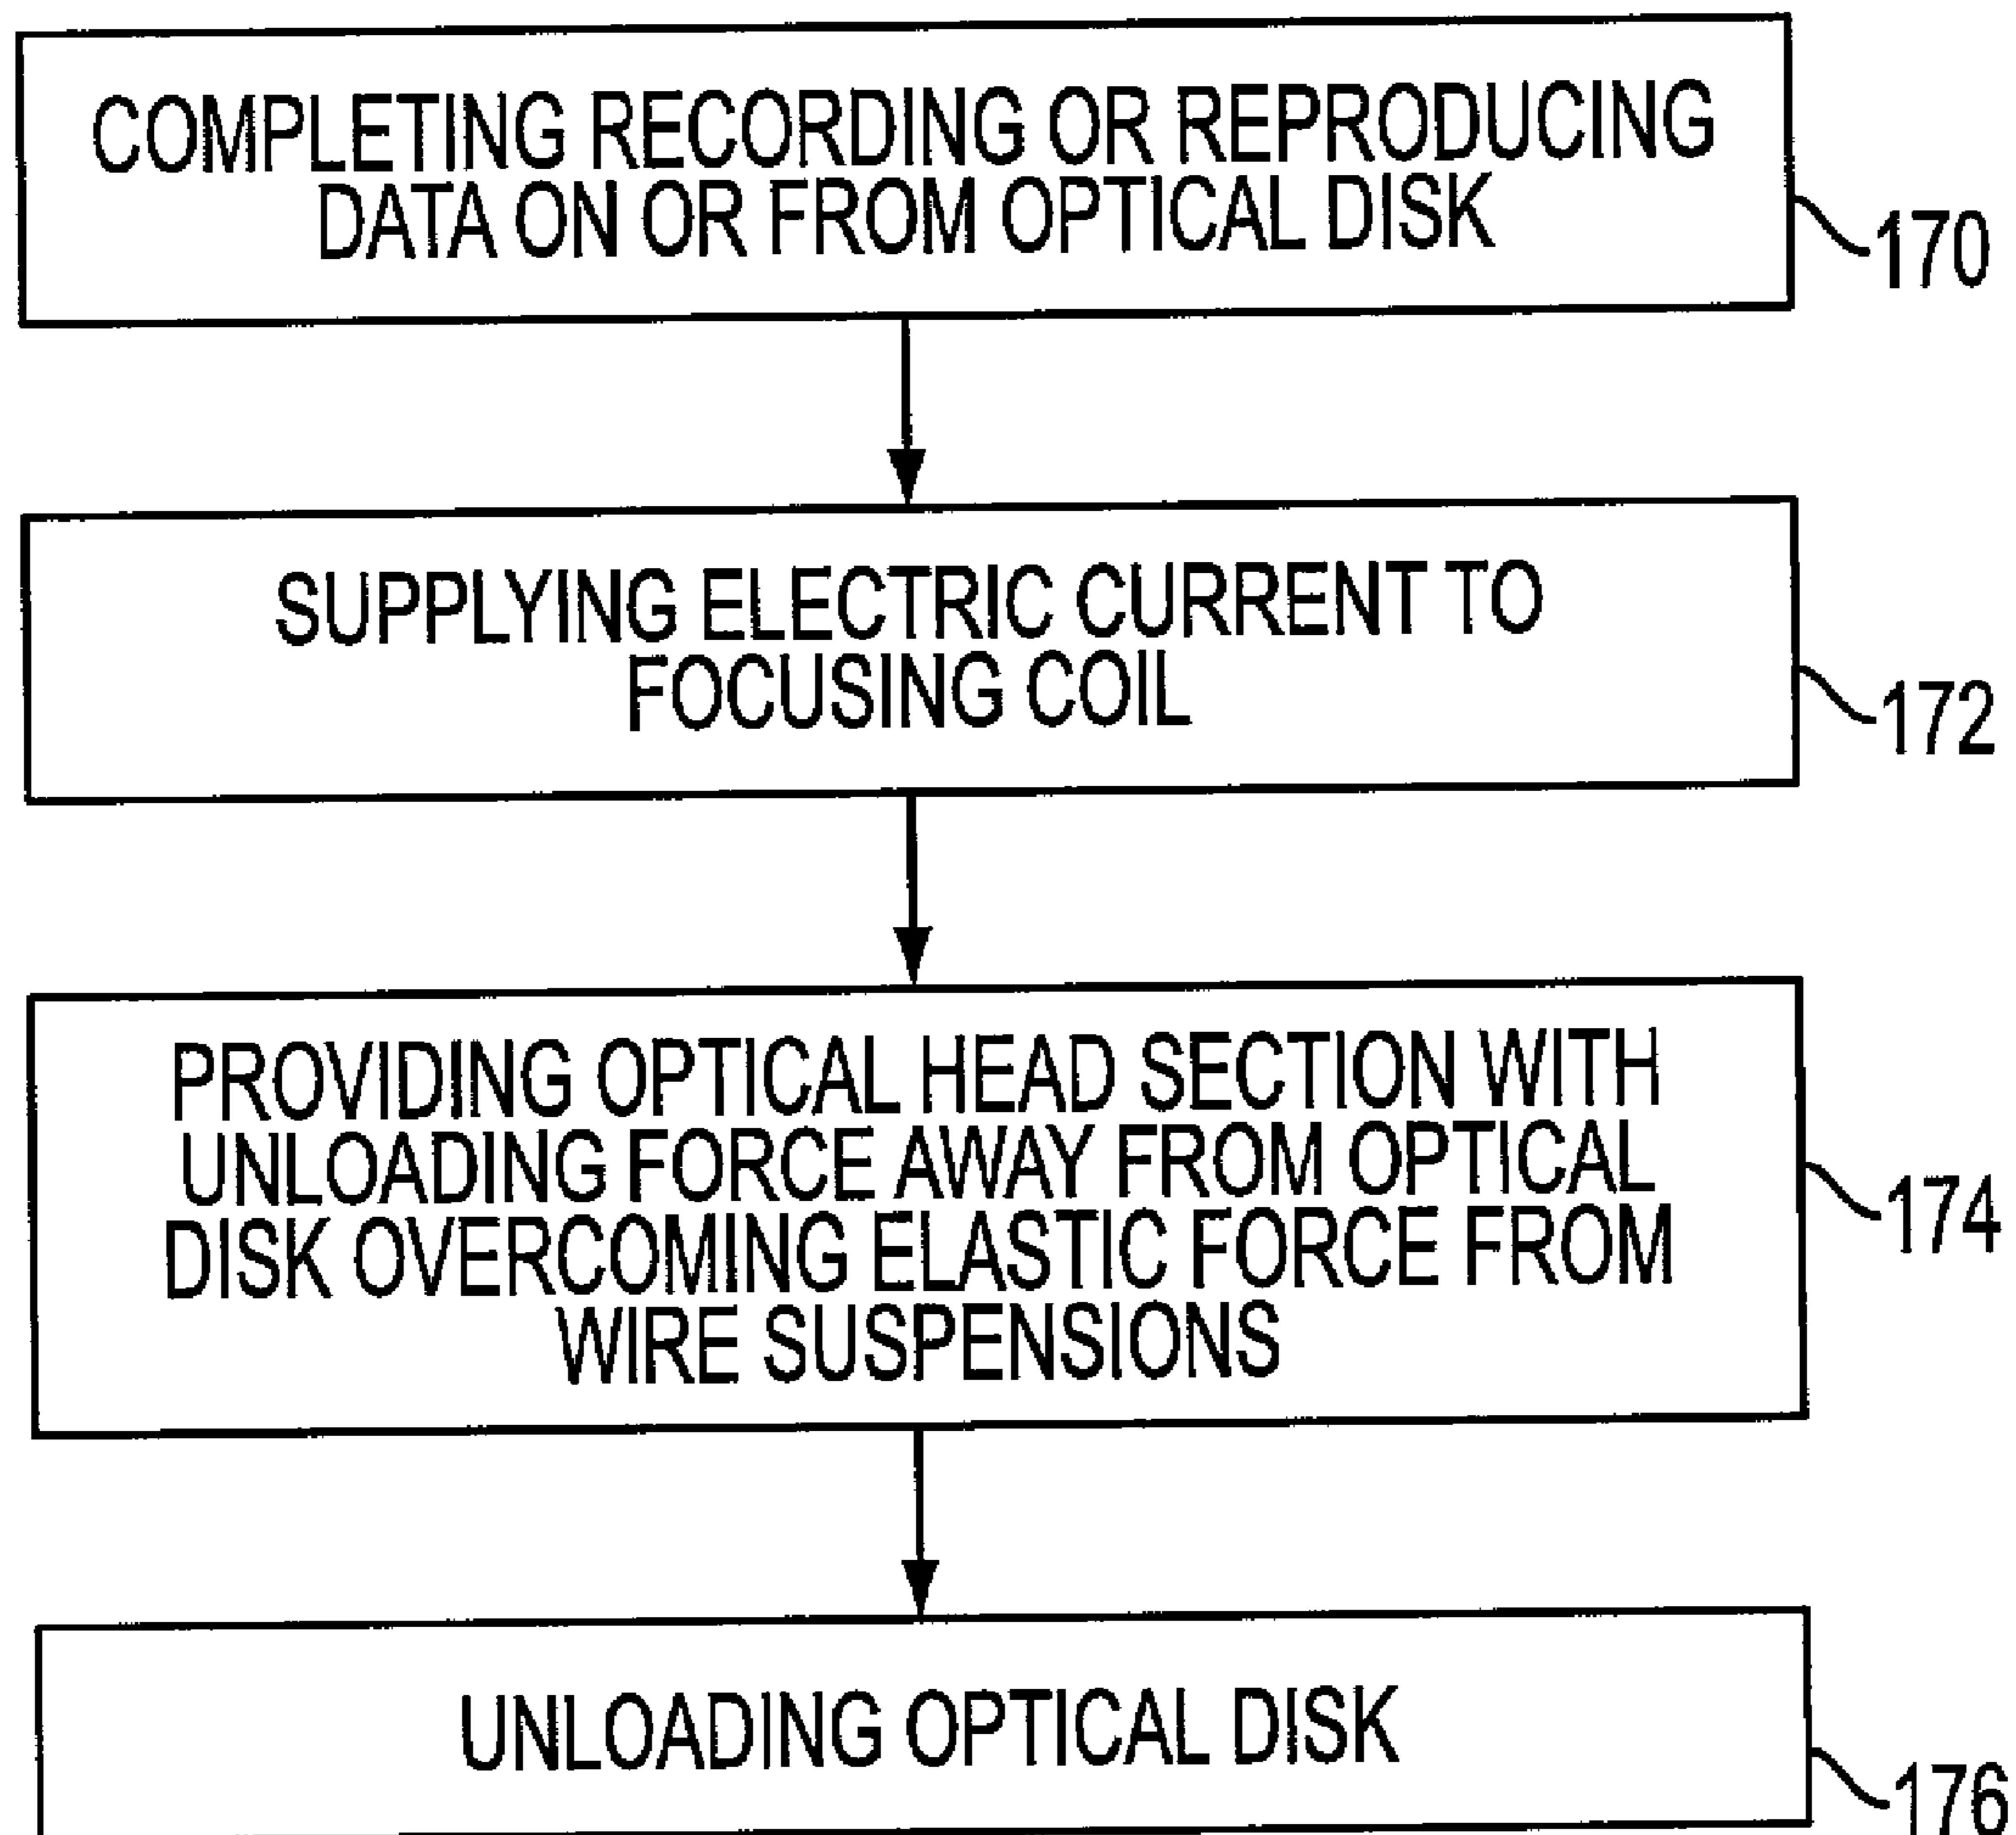 COMPLETING RECORDING OR REPRODUCING
DATA ON OR FROM OPTICAL DISK
170
SUPPLYING ELECTRIC CURRENT TO
FOCUSING COIL
172
PROVIDING OPTICAL HEAD SECTION WITH
UNLOADING FORCE AWAY FROM OPTICAL
DISK OVERCOMING ELASTIC FORCE FROM
WIRE SUSPENSIONS
174
UNLOADING OPTICAL DISK
176